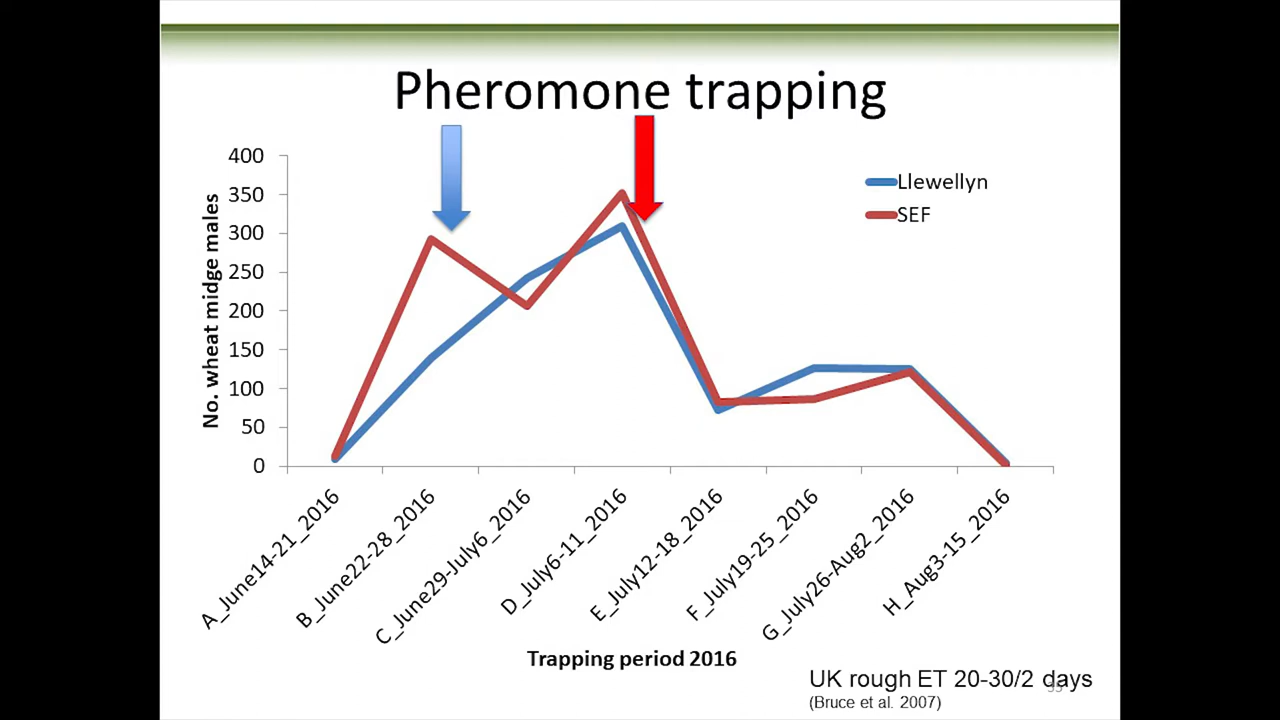 Pheromone trapping
400
350
300
250
200
150
100
50
0
No. wheat midge males
Llewellyn
SEF
A_June14-21_2016
B_June22-28_2016
C_June29-July6_2016
D_July6-11_2016
E_July12-18_2016
F_July19-25_2016
G_July26-Aug2_2016
H_Aug3-15_2016
Trapping period 2016
UK rough ET 20-30/2 days
(Bruce et al. 2007)